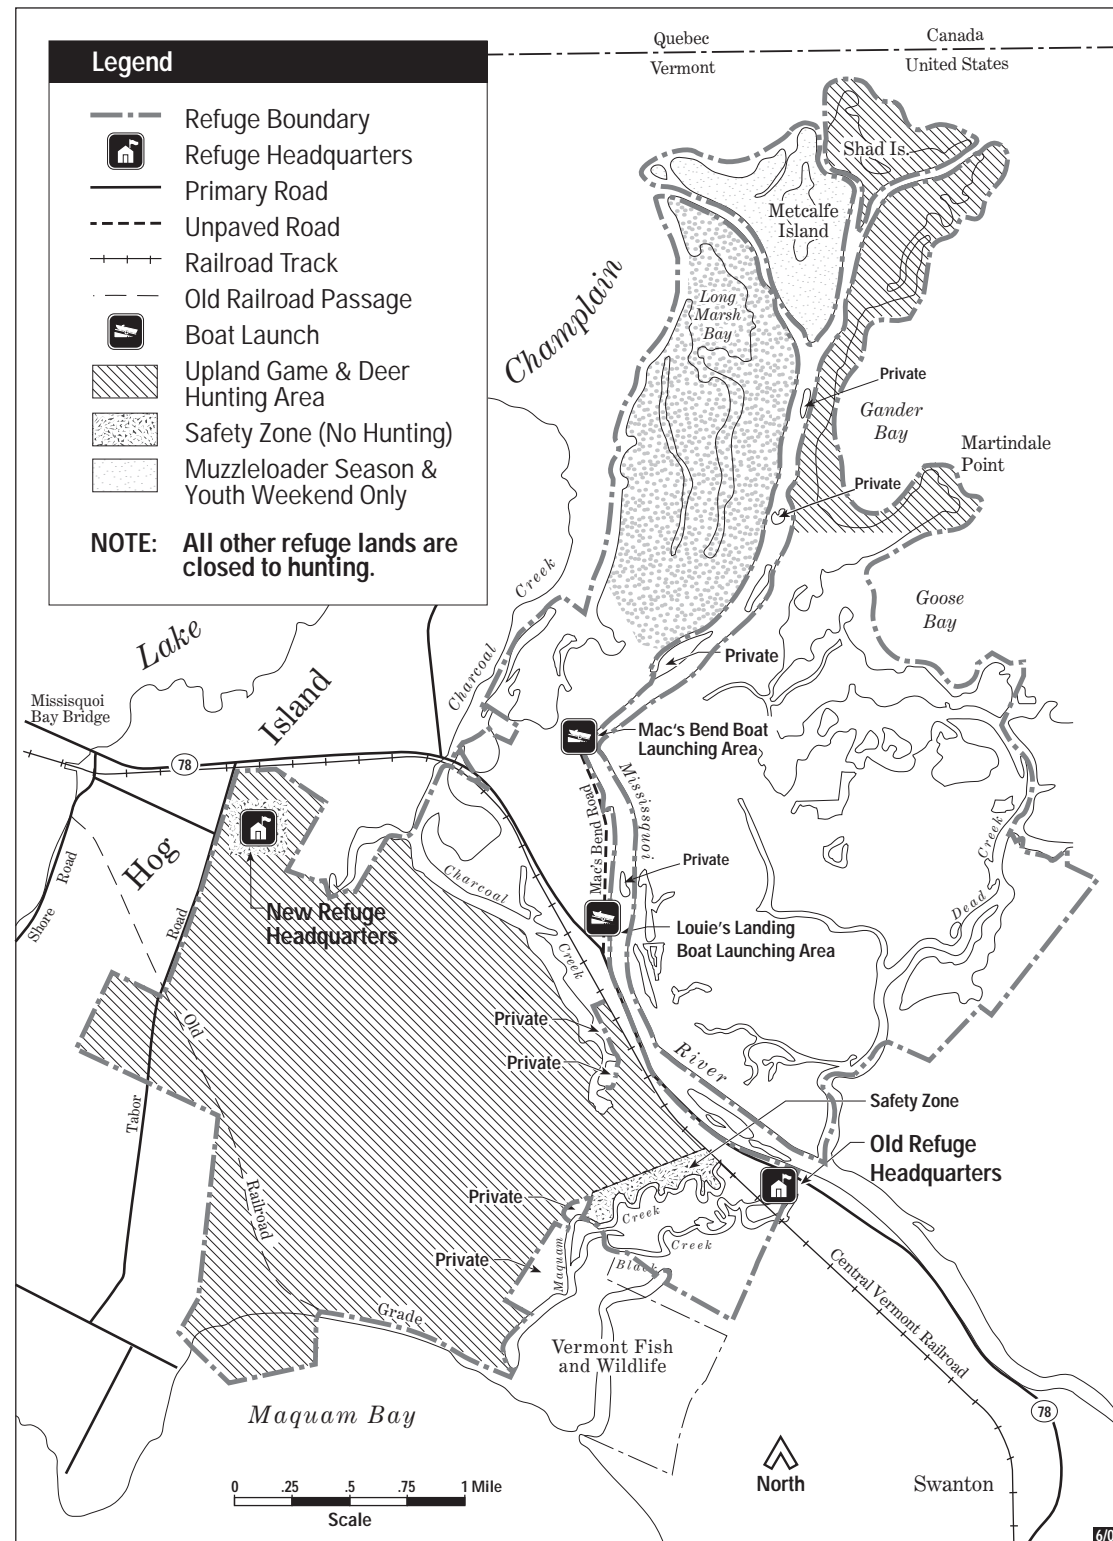 Quebec
Canada
Vermont
United States
Legend
Refuge Boundary
Refuge Headquarters
Primary Road
Unpaved Road
Railroad Track
Old Railroad Passage
Boat Launch
Upland Game & Deer
Hunting Area
Safety Zone (No Hunting)
Muzzleloader Season &
Youth Weekend Only
NOTE: All other refuge lands are
closed to hunting.
Shad Is.
Metcalfe
Island
Long
Marsh
Bay
Champlain
Private
Gander
Bay
Martindale
Point
Private
Creek
Goose
Bay
Lake
Charcoal
Private
Island
Missisquoi
Bay Bridge
Mac's Bend Boat
Launching Area
78
Mississquoi
Mac's Bend Road
Hog
Shore
Road
Road
Charcoal
Private
Creek
Dead
New Refuge
Headquarters
Louie's Landing
Boat Launching Area
Creek
Old
Private
Private
River
Tabor
Safety Zone
Old Refuge
Headquarters
Railroad
Private
Creek
Creek
Private
Maquam
Black
Grade
Central Vermont Railroad
Vermont Fish
and Wildlife
Maquam Bay
78
North
Swanton
0 .25 .5 .75 1 Mile
Scale
6/0